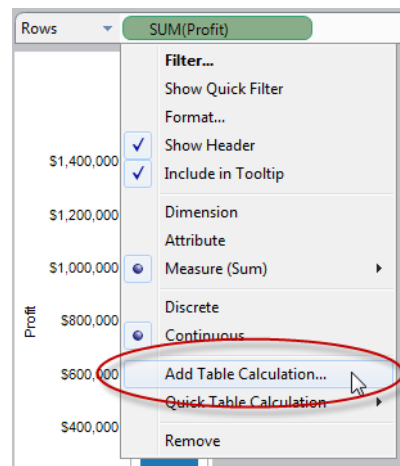 Rows SUM(Profit)
Filter...
Show Quick Filter
Format...
Show Header
Include in Tooltip
Dimension
Attribute
Measure (Sum)
Discrete
Continuous
Add Table Calculation...
Quick Table Calculation
Remove
$1,400,000
$1,200,000
$1,000,000
$800,000
$600,000
$400,000
Profit